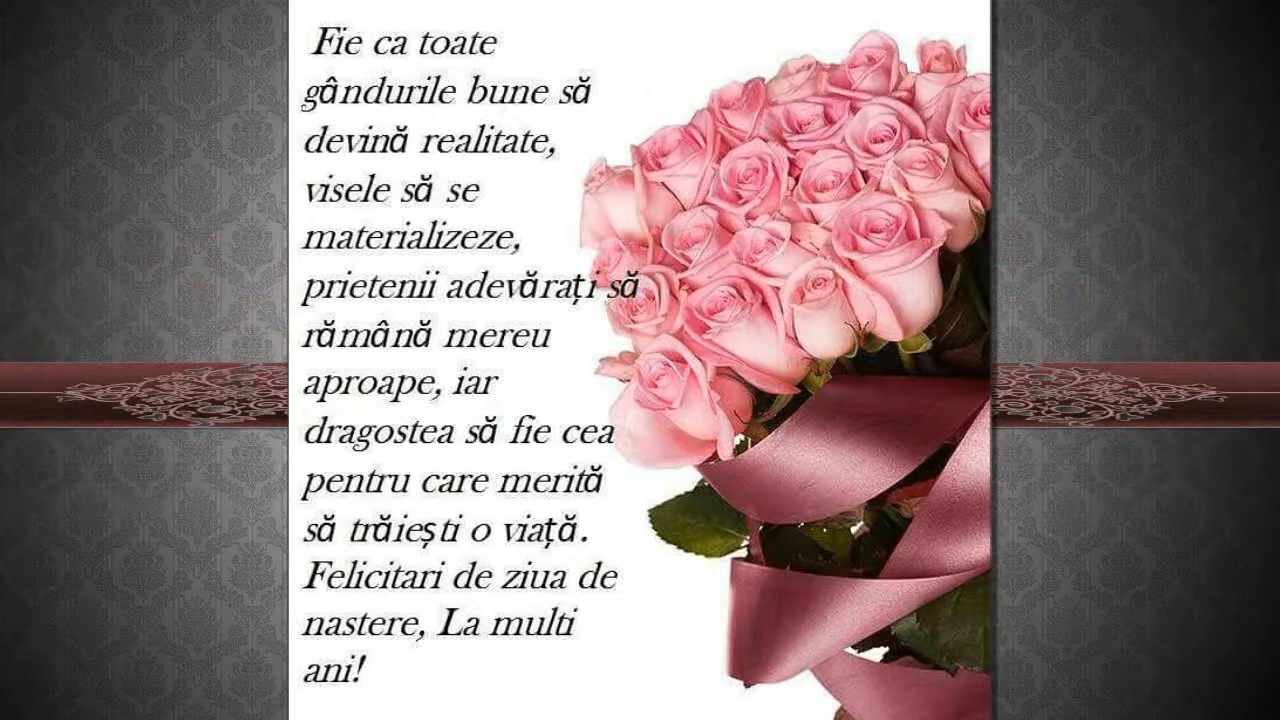 Fie ca toate
gândurile bune să
devină realitate,
visele să se
materializeze,
prietenii adevărați să
rămână mereu
aproape, iar
dragostea să fie cea
pentru care merită
să trăiești o viață.
Felicitari de ziua de
nastere, La multi
ani!